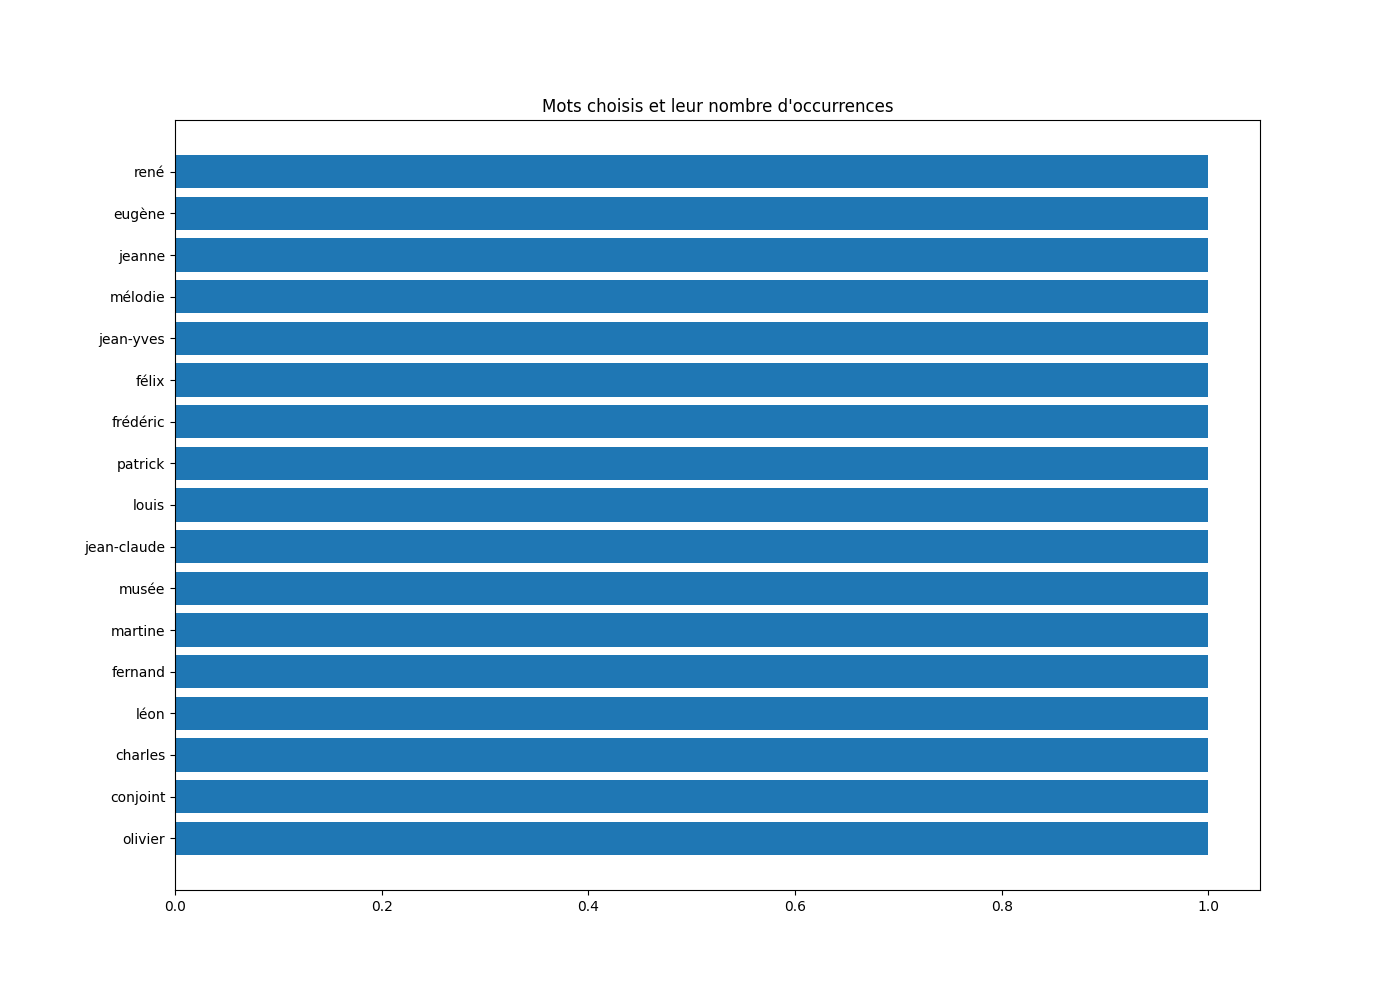 Mots choisis et leur nombre d'occurrences
rené
eugène
jeanne
mélodie
jean-yves
félix
frédéric
patrick
louis
jean-claude
musée
martine
fernand
léon
charles
conjoint
olivier
0.0 0.2 0.4 0.6 0.8 1.0